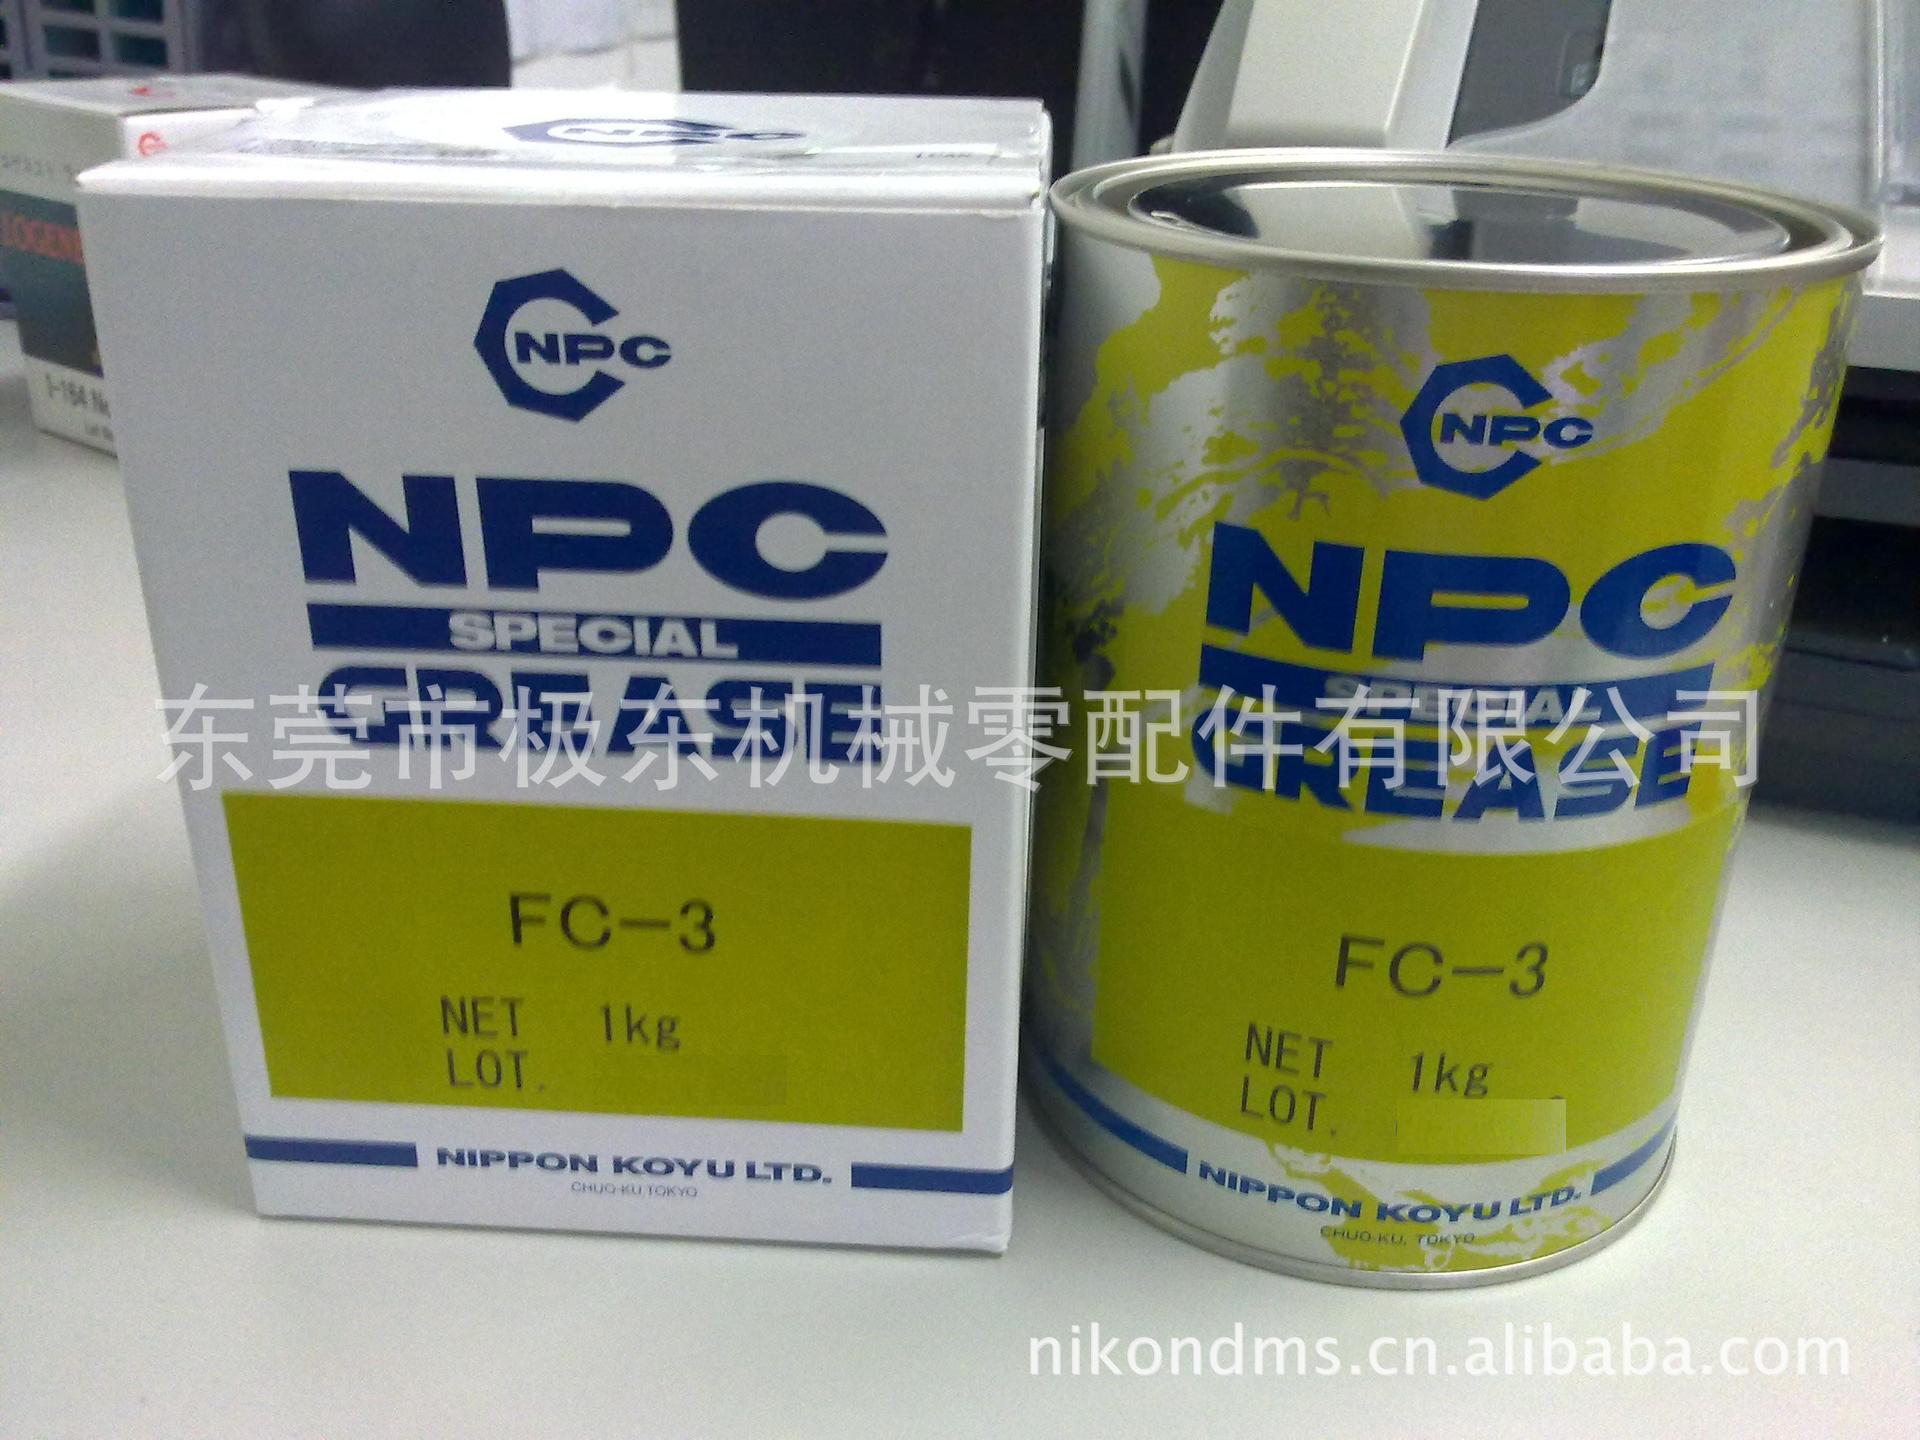 NPC
NPC
NPC
SPECIAL
GREASE
FC-3
NET 1kg
LOT.
NIPPON KOYU LTD.
CHUO-KU, TOKYO
NPC
NPC
SPECIAL
GREASE
FC-3
NET 1kg
LOT.
NIPPON KOYU LTD.
CHUO-KU, TOKYO
东莞市极东机械零配件有限公司
nikondms.cn.alibaba.com